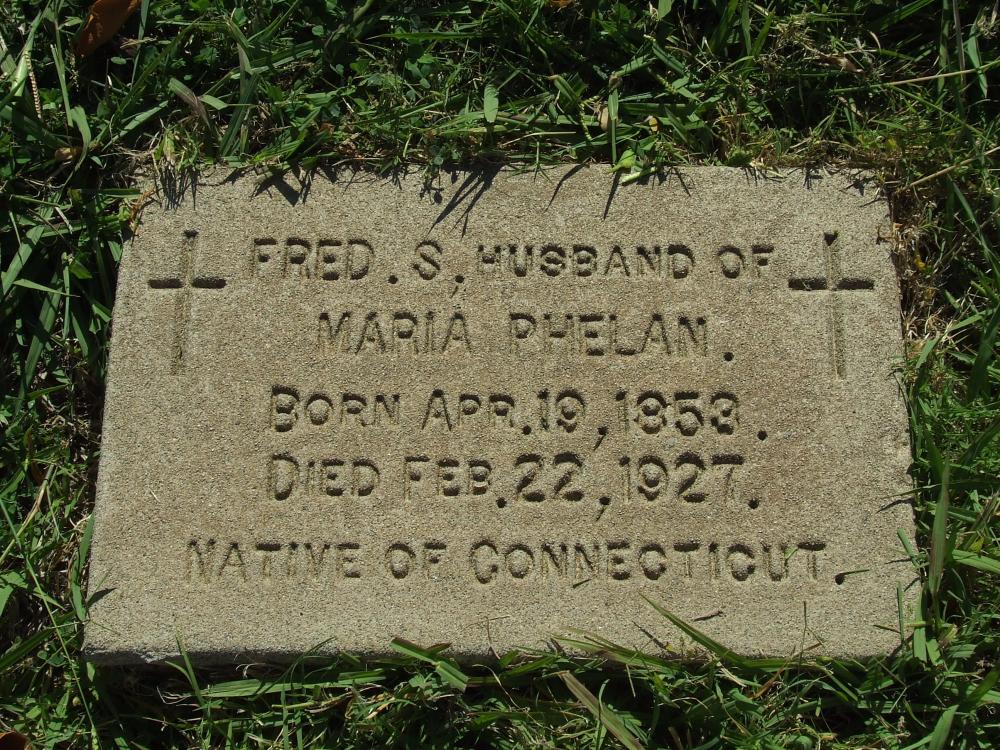 FRED. S, HUSBAND OF
MARIA PHELAN.
BORN APR. 19, 1853.
DIED FEB. 22, 1927.
NATIVE OF CONNECTICUT.